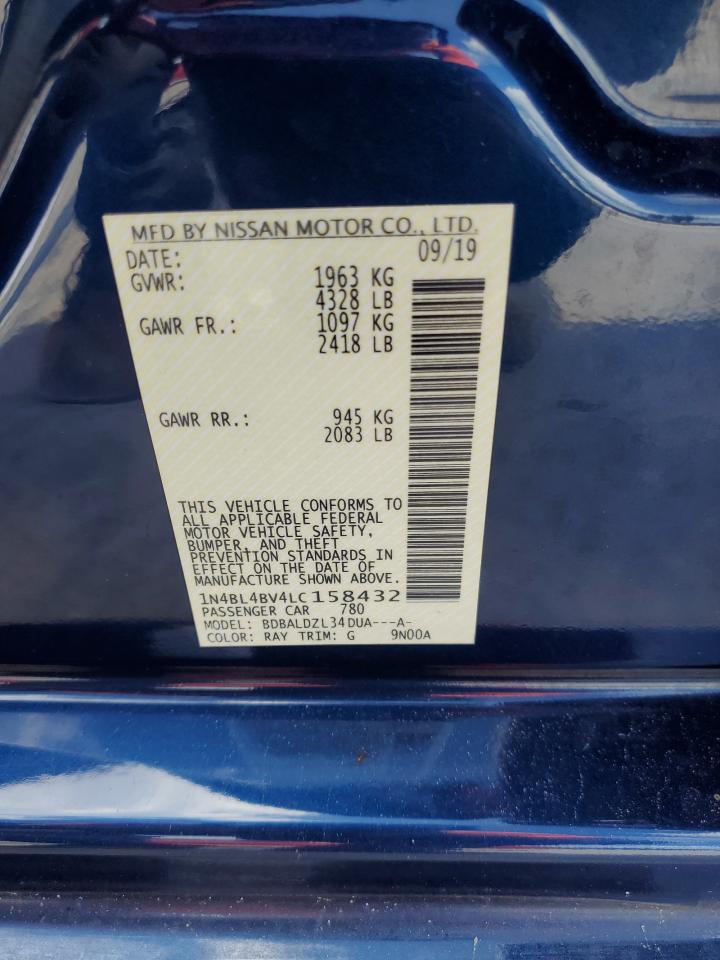 MFD BY NISSAN MOTOR CO., LTD.
DATE: 09/19
GVWR: 1963 KG
4328 LB
GAWR FR.: 1097 KG
2418 LB
GAWR RR.: 945 KG
2083 LB
THIS VEHICLE CONFORMS TO
ALL APPLICABLE FEDERAL
MOTOR VEHICLE SAFETY,
BUMPER, AND THEFT
PREVENTION STANDARDS IN
EFFECT ON THE DATE OF
MANUFACTURE SHOWN ABOVE.
1N4BL4BV4LC158432
PASSENGER CAR 780
MODEL: BDBALDZL34DUA---A-
COLOR: RAY TRIM: G 9N00A